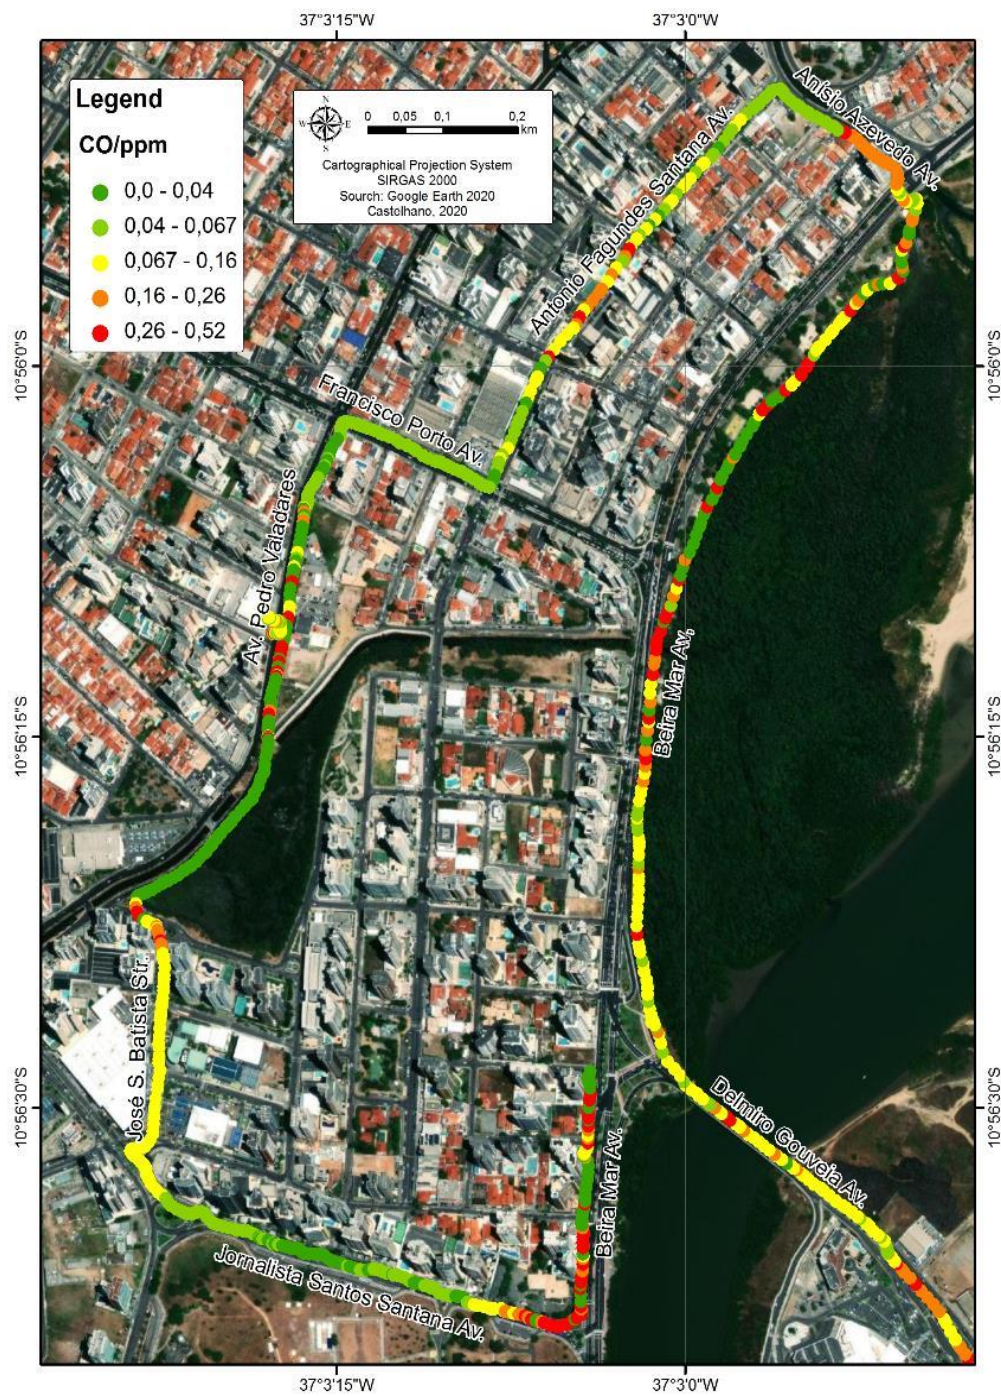 37°3'15"W
37°3'0"W
Legend
CO/ppm
0,0 - 0,04
0,04 - 0,067
0,067 - 0,16
0,16 - 0,26
0,26 - 0,52
N
W
E
S
0 0,05 0,1 0,2
km
Cartographical Projection System
SIRGAS 2000
Sourch: Google Earth 2020
Castelhano, 2020
Anísio Azevedo Av.
Antonio Fagundes Santana Av.
10°56'0"S
10°56'0"S
Francisco Porto Av.
Av. Pedro Valadares
Beira Mar Av,
10°56'15"S
10°56'15"S
José S. Batista Str.
10°56'30"S
10°56'30"S
Delmiro Gouveia Av.
Beira Mar Av.
Jornalista Santos Santana Av.
37°3'15"W
37°3'0"W